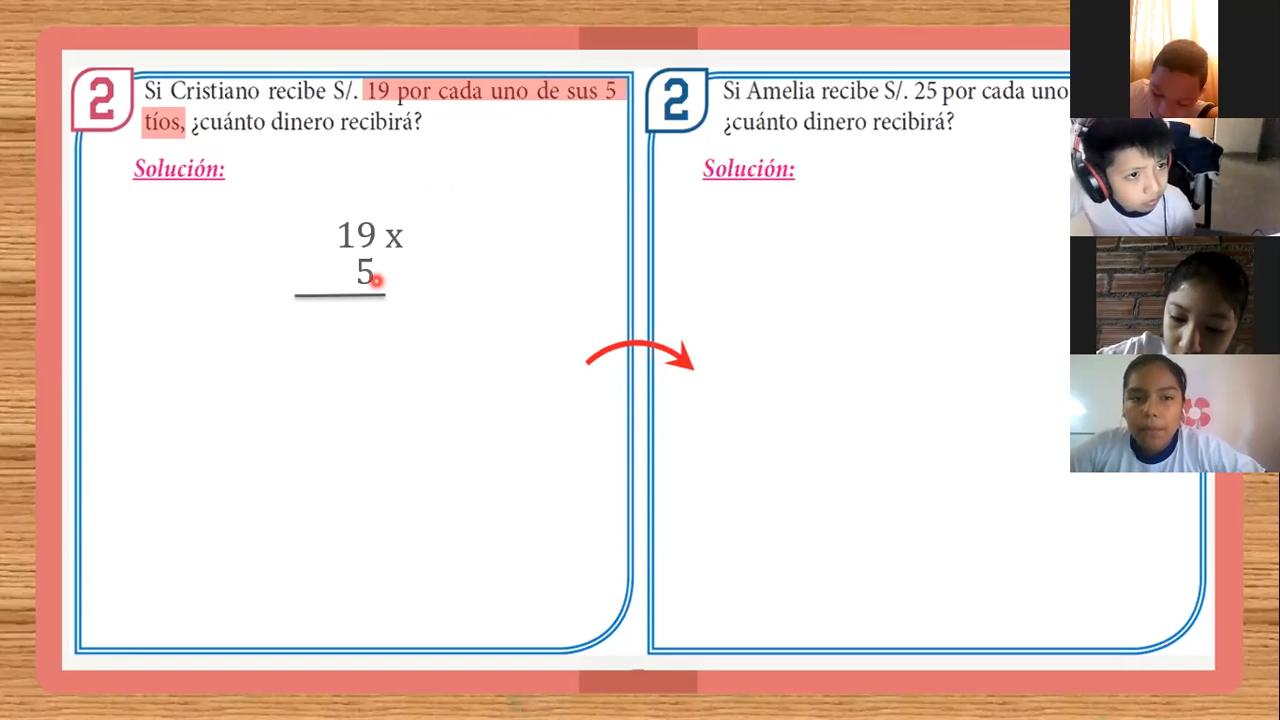 2
Si Cristiano recibe S/. 19 por cada uno de sus 5
tíos, ¿cuánto dinero recibirá?
Solución:
19 x
5
2
Si Amelia recibe S/. 25 por cada uno
¿cuánto dinero recibirá?
Solución: